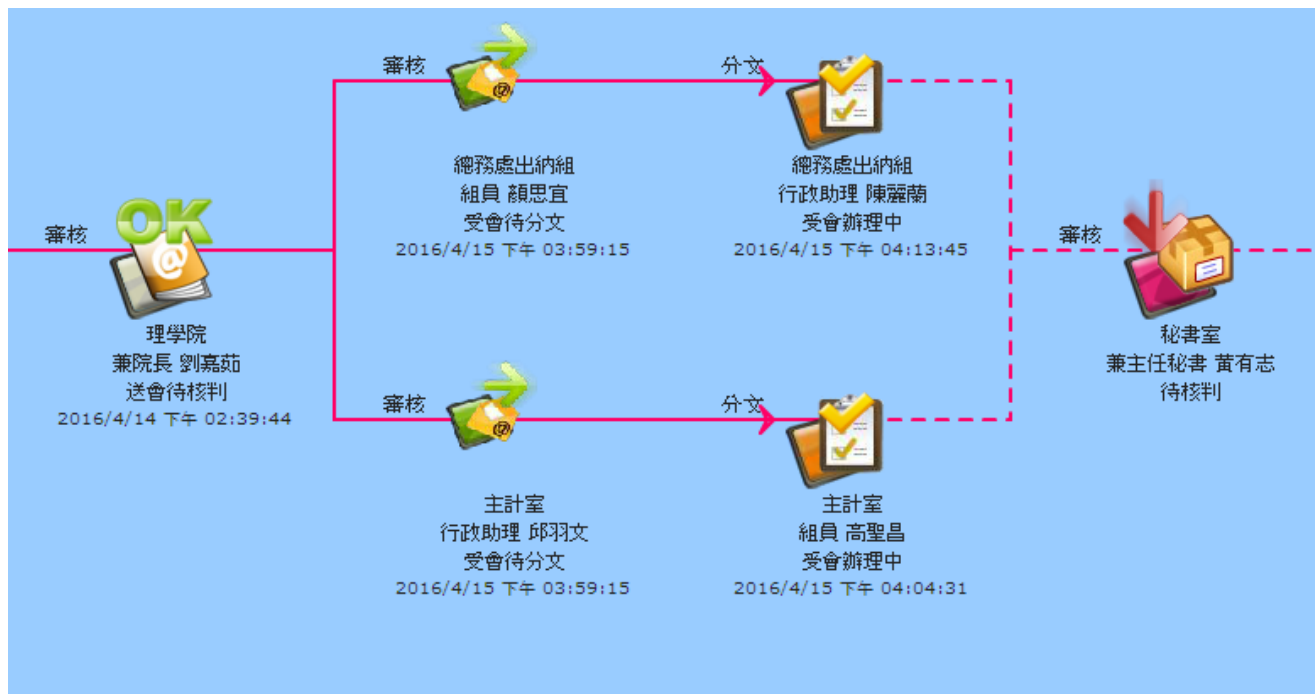 審核
OK
@
理學院
兼院長 劉嘉茹
送會待核判
2016/4/14 下午 02:39:44
審核
@
總務處出納組
組員 顏思宜
受會待分文
2016/4/15 下午 03:59:15
分文
總務處出納組
行政助理 陳麗蘭
受會辦理中
2016/4/15 下午 04:13:45
審核
@
主計室
行政助理 邱羽文
受會待分文
2016/4/15 下午 03:59:15
分文
主計室
組員 高聖昌
受會辦理中
2016/4/15 下午 04:04:31
審核
秘書室
兼主任秘書 黃有志
待核判